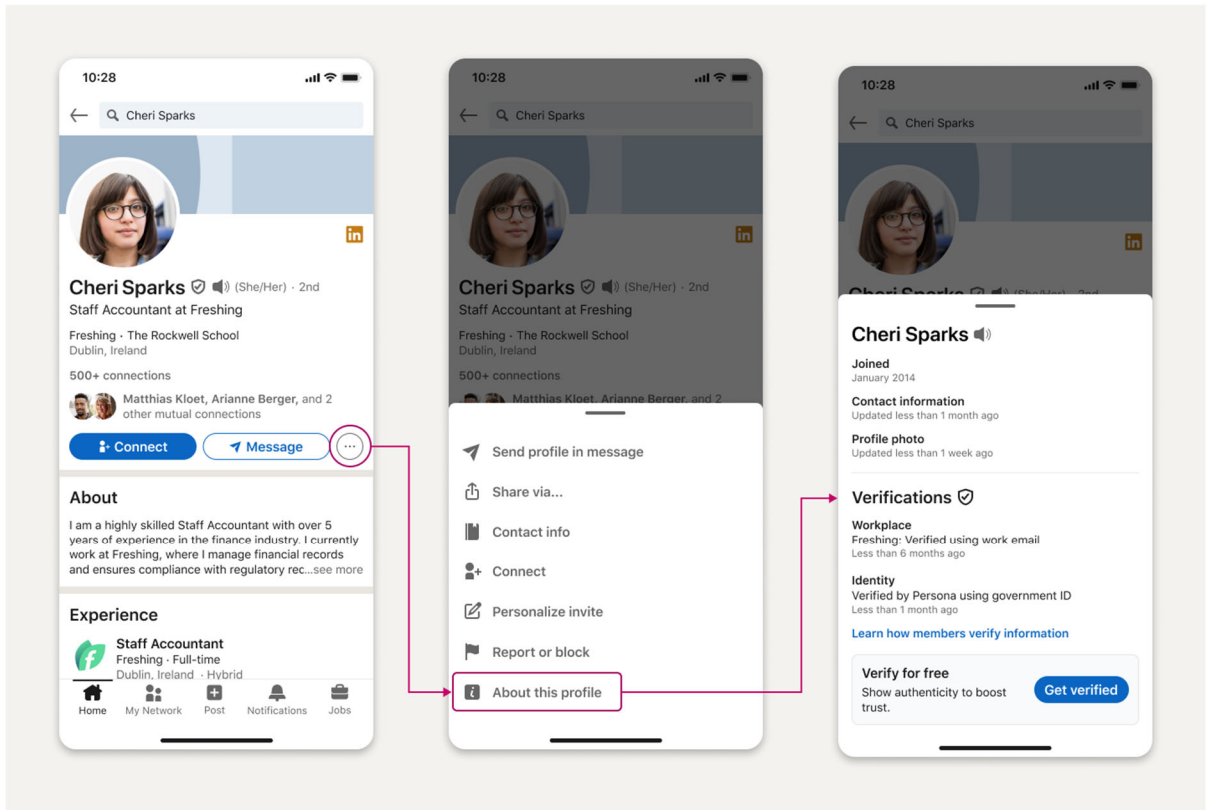 10:28
Cheri Sparks
in
Cheri Sparks (She/Her) · 2nd
Staff Accountant at Freshing
Freshing · The Rockwell School
Dublin, Ireland
500+ connections
Matthias Kloet, Arianne Berger, and 2
other mutual connections
Connect
Message
About
I am a highly skilled Staff Accountant with over 5
years of experience in the finance industry. I currently
work at Freshing, where I manage financial records
and ensures compliance with regulatory rec...see more
Experience
f
Staff Accountant
Freshing · Full-time
Dublin, Ireland · Hybrid
Home
My Network
Post
Notifications
Jobs
10:28
Cheri Sparks
in
Cheri Sparks (She/Her) · 2nd
Staff Accountant at Freshing
Freshing · The Rockwell School
Dublin, Ireland
500+ connections
Matthias Kloet, Arianne Berger, and 2
Send profile in message
Share via...
Contact info
Connect
Personalize invite
Report or block
About this profile
10:28
Cheri Sparks
in
Cheri Sparks (She/Her) · 2nd
Cheri Sparks
Joined
January 2014
Contact information
Updated less than 1 month ago
Profile photo
Updated less than 1 week ago
Verifications
Workplace
Freshing: Verified using work email
Less than 6 months ago
Identity
Verified by Persona using government ID
Less than 1 month ago
Learn how members verify information
Verify for free
Show authenticity to boost
trust.
Get verified